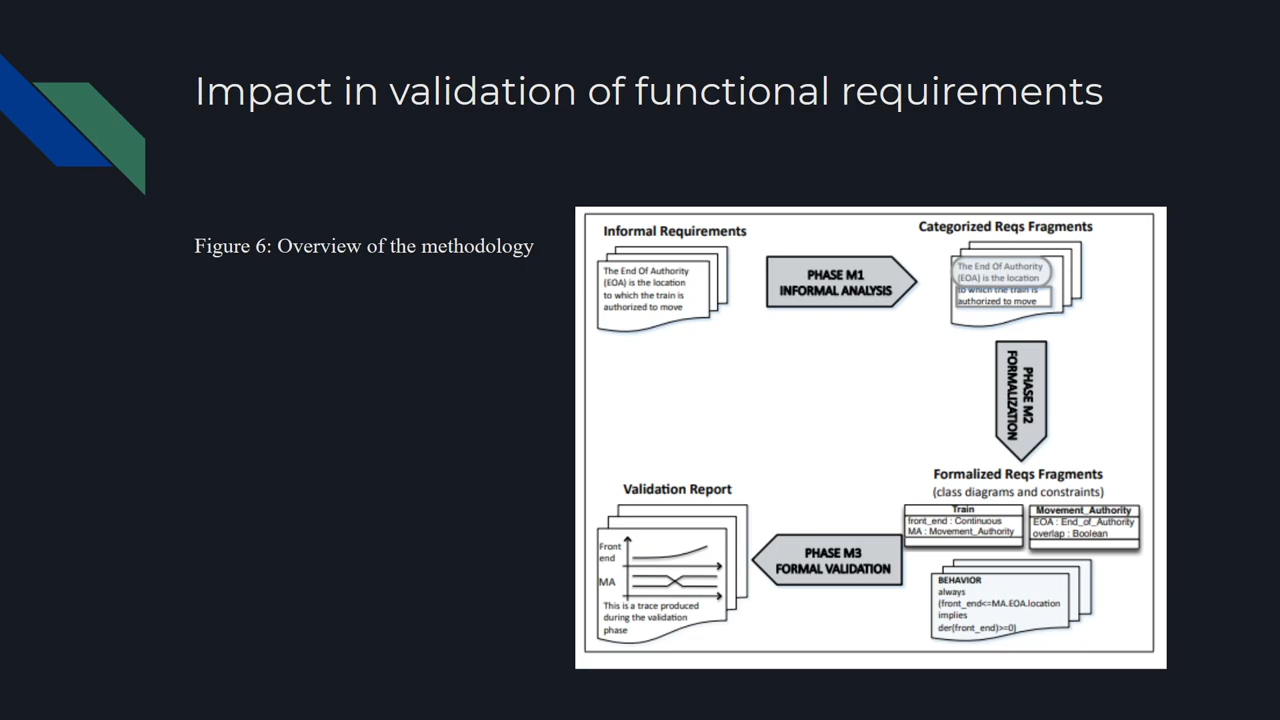 Impact in validation of functional requirements
Figure 6: Overview of the methodology
Informal Requirements
The End Of Authority
(EOA) is the location
to which the train is
authorized to move
PHASE M1
INFORMAL ANALYSIS
Categorized Reqs Fragments
The End Of Authority
(EOA) is the location
to which the train is
authorized to move
PHASE M2
FORMALIZATION
Formalized Reqs Fragments
(class diagrams and constraints)
Train
front_end : Continuous
MA : Movement_Authority
Movement_Authority
EOA : End_of_Authority
overlap : Boolean
BEHAVIOR
always
(front_end<=MA.EOA.location
implies
der(front_end)>=0)
PHASE M3
FORMAL VALIDATION
Validation Report
Front
end
MA
This is a trace produced
during the validation
phase